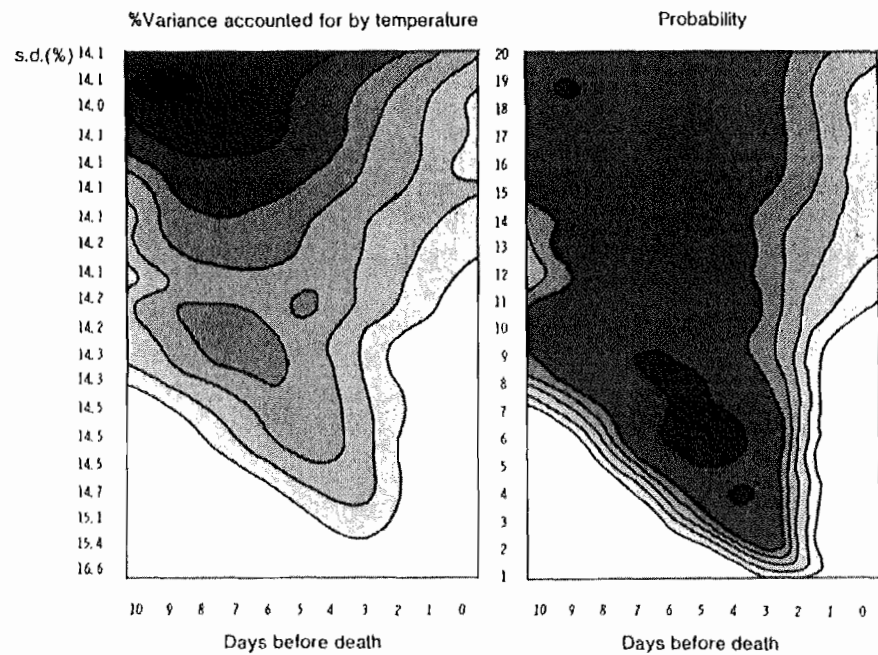 %Variance accounted for by temperature
Probability
s.d.(%) 14.1 20
14.1 19
14.0 18
14.1 17
14.1 16
14.1 15
14.1 14
14.2 13
14.1 12
14.2 11
14.2 10
14.3 9
14.3 8
14.5 7
14.5 6
14.5 5
14.7 4
15.1 3
15.4 2
16.6 1
10 9 8 7 6 5 4 3 2 1 0
10 9 8 7 6 5 4 3 2 1 0
Days before death
Days before death